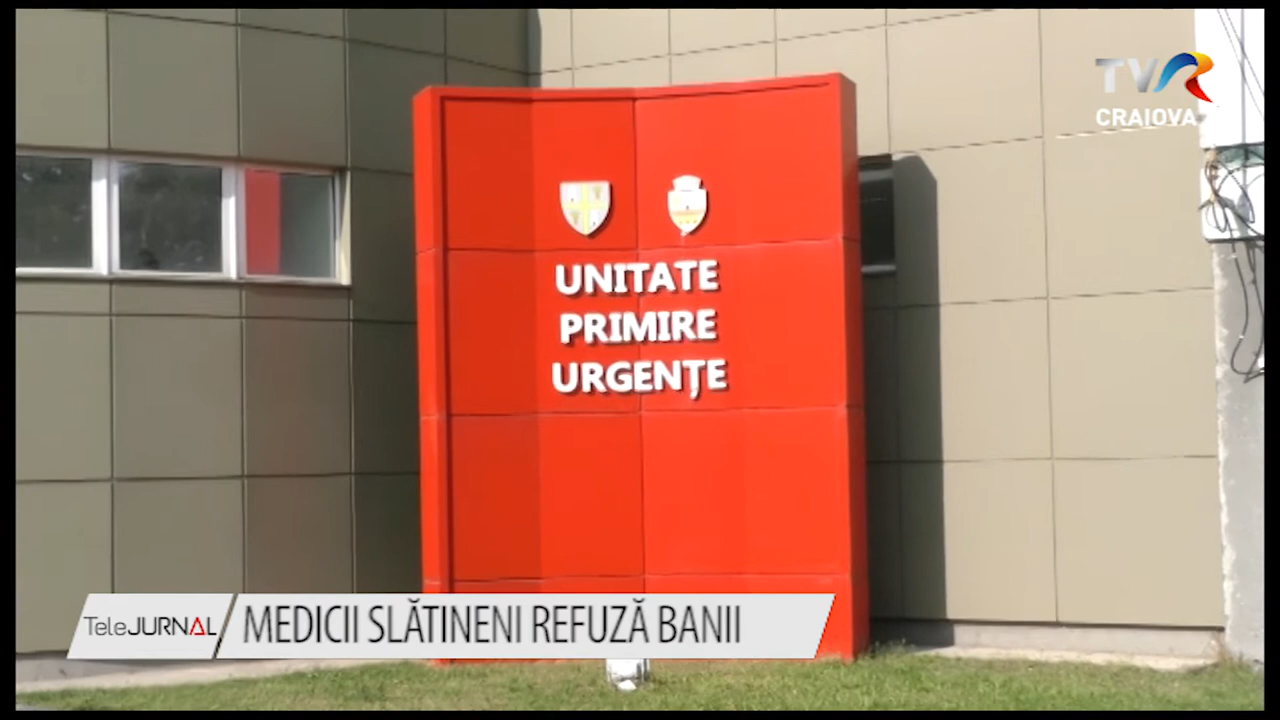 TVR
CRAIOVA
UNITATE
PRIMIRE
URGENȚE
TeleJURNAL
MEDICII SLĂTINENI REFUZĂ BANII